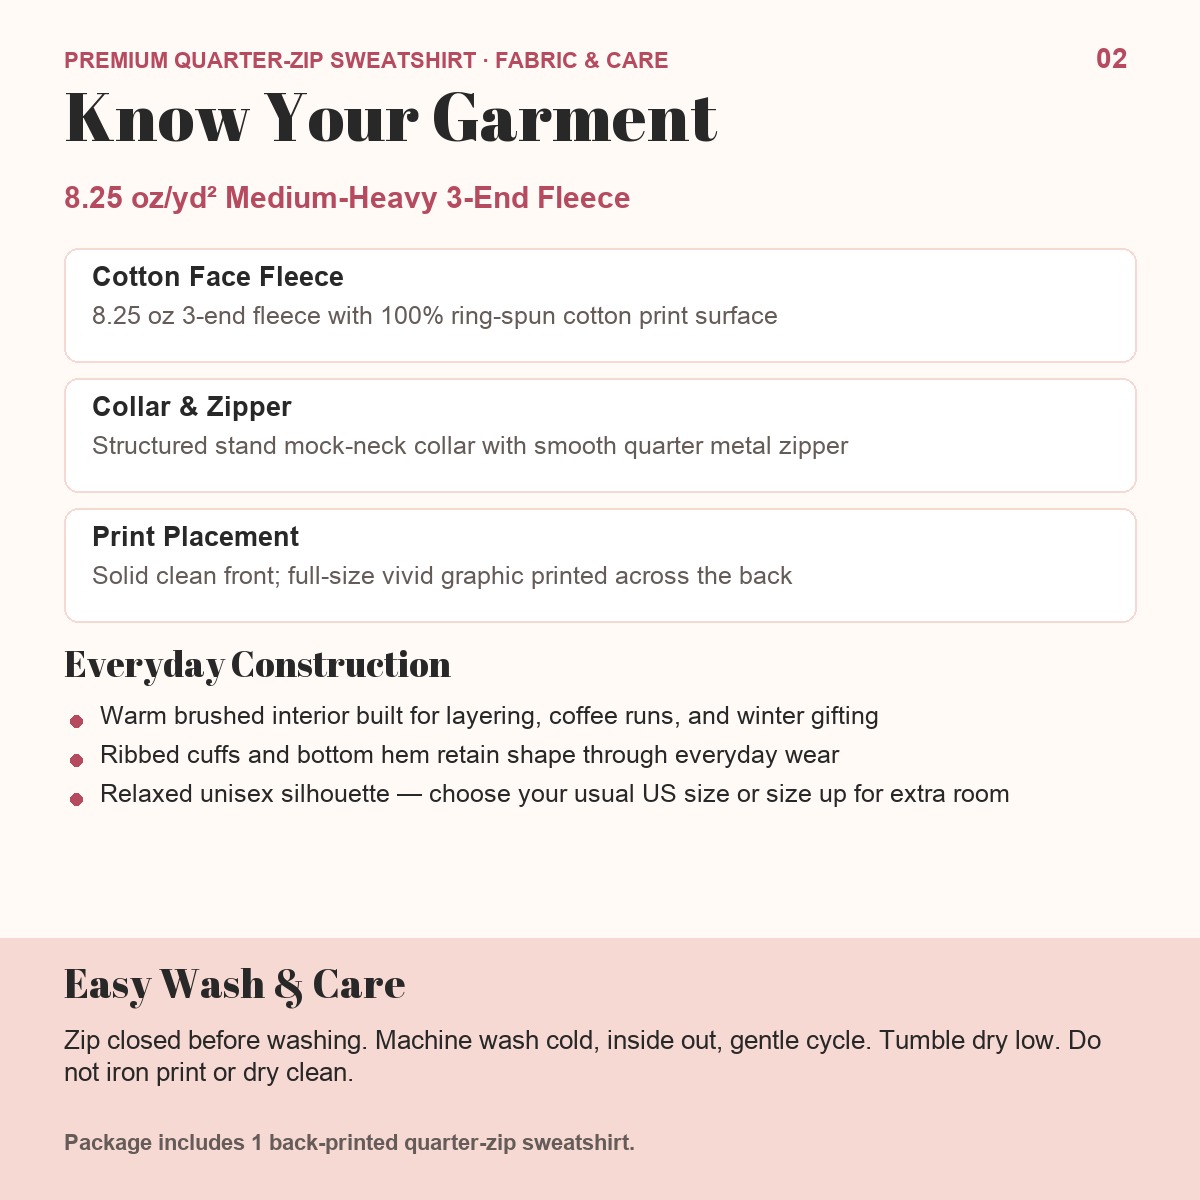 PREMIUM QUARTER-ZIP SWEATSHIRT · FABRIC & CARE
02
Know Your Garment
8.25 oz/yd² Medium-Heavy 3-End Fleece
Cotton Face Fleece
8.25 oz 3-end fleece with 100% ring-spun cotton print surface
Collar & Zipper
Structured stand mock-neck collar with smooth quarter metal zipper
Print Placement
Solid clean front; full-size vivid graphic printed across the back
Everyday Construction
Warm brushed interior built for layering, coffee runs, and winter gifting
Ribbed cuffs and bottom hem retain shape through everyday wear
Relaxed unisex silhouette — choose your usual US size or size up for extra room
Easy Wash & Care
Zip closed before washing. Machine wash cold, inside out, gentle cycle. Tumble dry low. Do
not iron print or dry clean.
Package includes 1 back-printed quarter-zip sweatshirt.